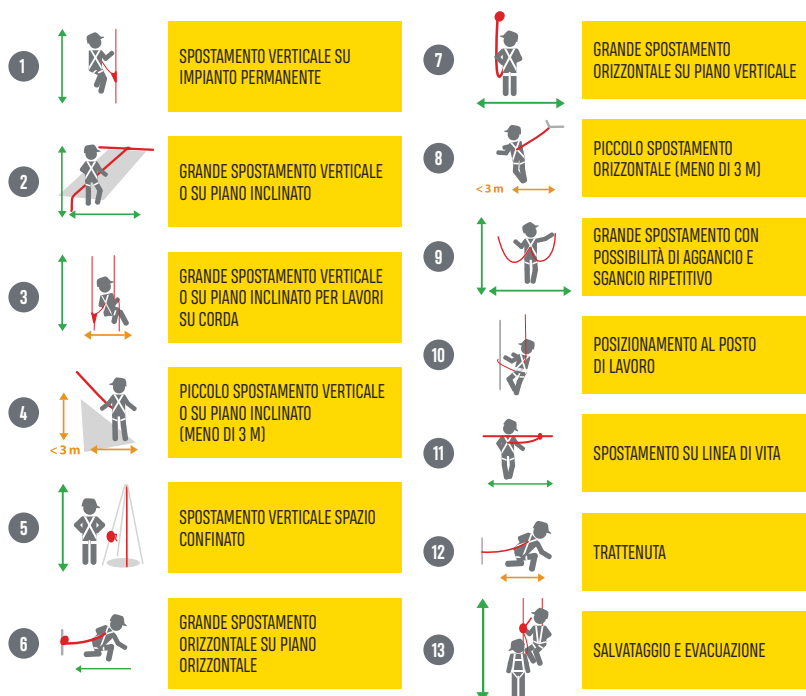 1
SPOSTAMENTO VERTICALE SU
IMPIANTO PERMANENTE
2
GRANDE SPOSTAMENTO VERTICALE
O SU PIANO INCLINATO
3
GRANDE SPOSTAMENTO VERTICALE
O SU PIANO INCLINATO PER LAVORI
SU CORDA
4
< 3 m
PICCOLO SPOSTAMENTO VERTICALE
O SU PIANO INCLINATO
(MENO DI 3 M)
5
SPOSTAMENTO VERTICALE SPAZIO
CONFINATO
6
GRANDE SPOSTAMENTO
ORIZZONTALE SU PIANO
ORIZZONTALE
7
GRANDE SPOSTAMENTO
ORIZZONTALE SU PIANO VERTICALE
8
< 3 m
PICCOLO SPOSTAMENTO
ORIZZONTALE (MENO DI 3 M)
9
GRANDE SPOSTAMENTO CON
POSSIBILITÀ DI AGGANCIO E
SGANCIO RIPETITIVO
10
POSIZIONAMENTO AL POSTO
DI LAVORO
11
SPOSTAMENTO SU LINEA DI VITA
12
TRATTENUTA
13
SALVATAGGIO E EVACUAZIONE